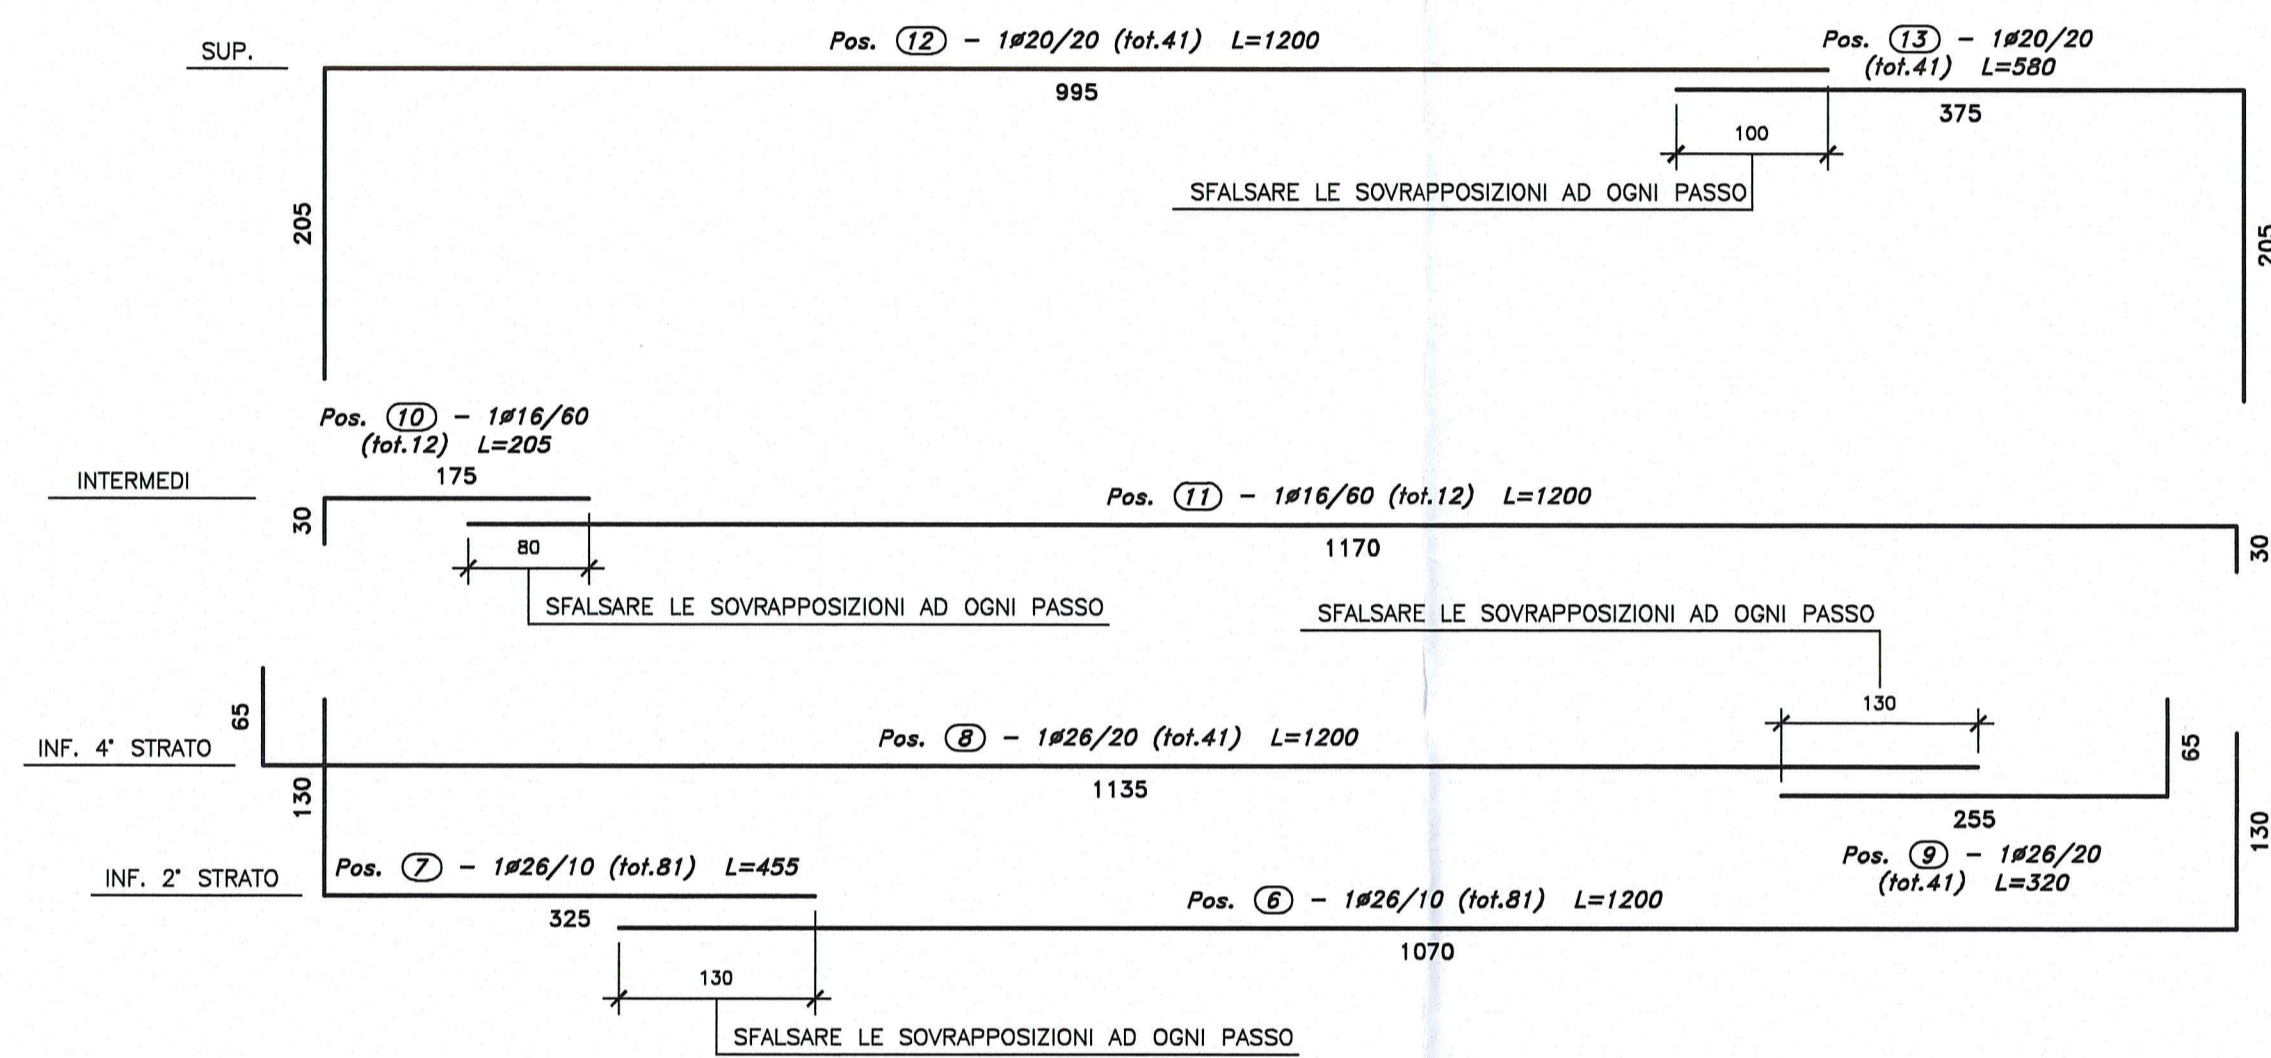 SUP.
Pos. 12 - 1ø20/20 (tot.41) L=1200
995
Pos. 13 - 1ø20/20
(tot.41) L=580
375
100
SFALSARE LE SOVRAPPOSIZIONI AD OGNI PASSO
205
205
Pos. 10 - 1ø16/60
(tot.12) L=205
175
INTERMEDI
30
Pos. 11 - 1ø16/60 (tot.12) L=1200
1170
30
80
SFALSARE LE SOVRAPPOSIZIONI AD OGNI PASSO
SFALSARE LE SOVRAPPOSIZIONI AD OGNI PASSO
130
65
INF. 4° STRATO
Pos. 8 - 1ø26/20 (tot.41) L=1200
1135
65
130
255
Pos. 9 - 1ø26/20
(tot.41) L=320
130
INF. 2° STRATO
Pos. 7 - 1ø26/10 (tot.81) L=455
325
Pos. 6 - 1ø26/10 (tot.81) L=1200
1070
130
SFALSARE LE SOVRAPPOSIZIONI AD OGNI PASSO